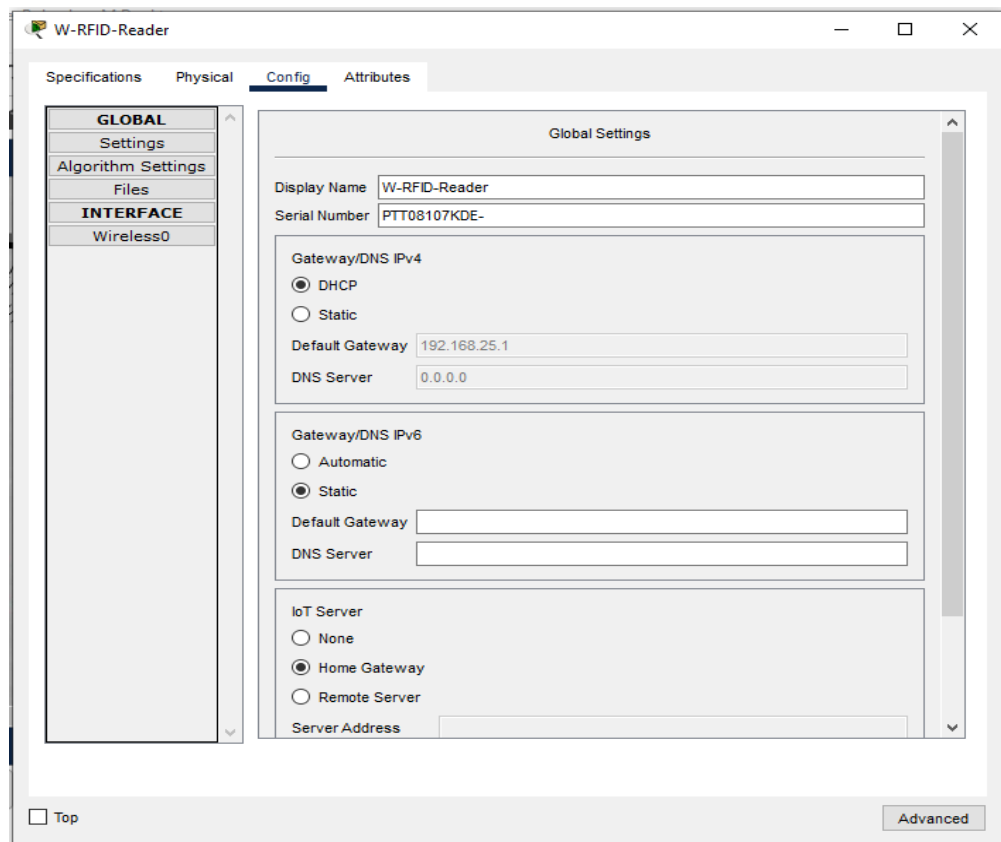 W-RFID-Reader
Specifications Physical Config Attributes
GLOBAL
Settings
Algorithm Settings
Files
INTERFACE
Wireless0
Global Settings
Display Name W-RFID-Reader
Serial Number PTT08107KDE-
Gateway/DNS IPv4
DHCP
Static
Default Gateway 192.168.25.1
DNS Server 0.0.0.0
Gateway/DNS IPv6
Automatic
Static
Default Gateway
DNS Server
IoT Server
None
Home Gateway
Remote Server
Server Address
Top
Advanced